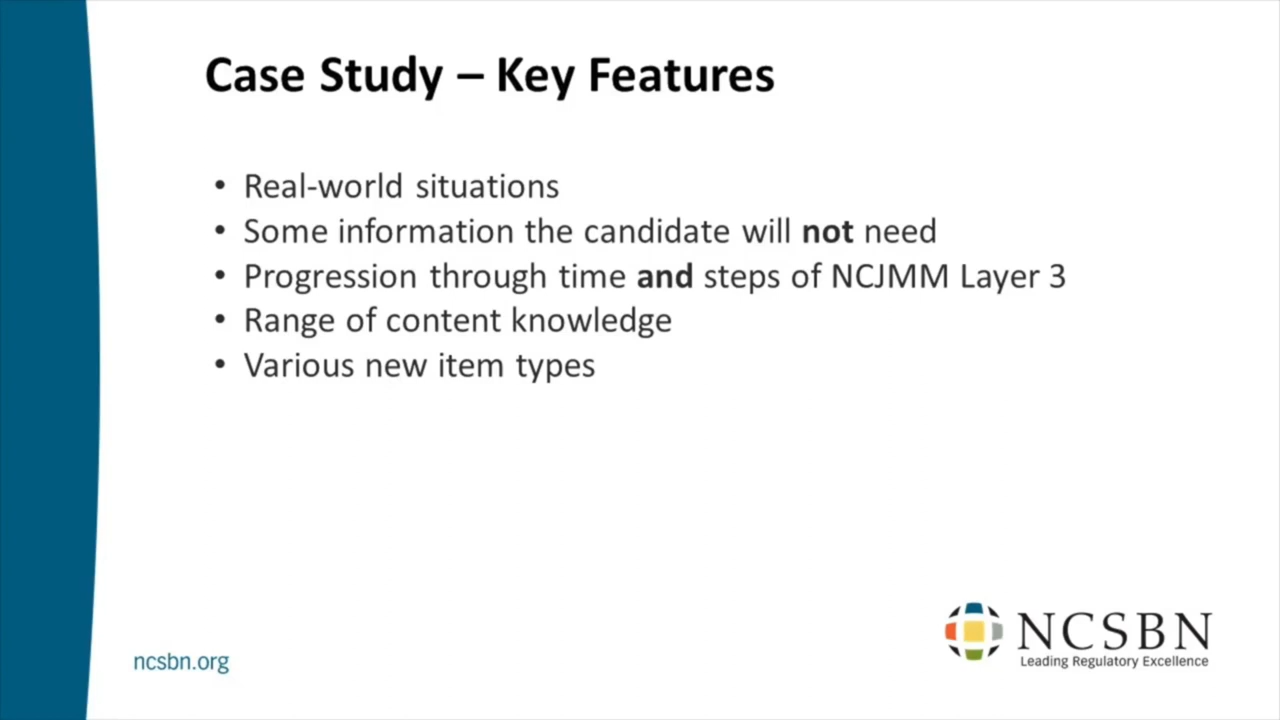 Case Study – Key Features
• Real-world situations
• Some information the candidate will not need
• Progression through time and steps of NCJMM Layer 3
• Range of content knowledge
• Various new item types
ncsbn.org
NCSBN
Leading Regulatory Excellence